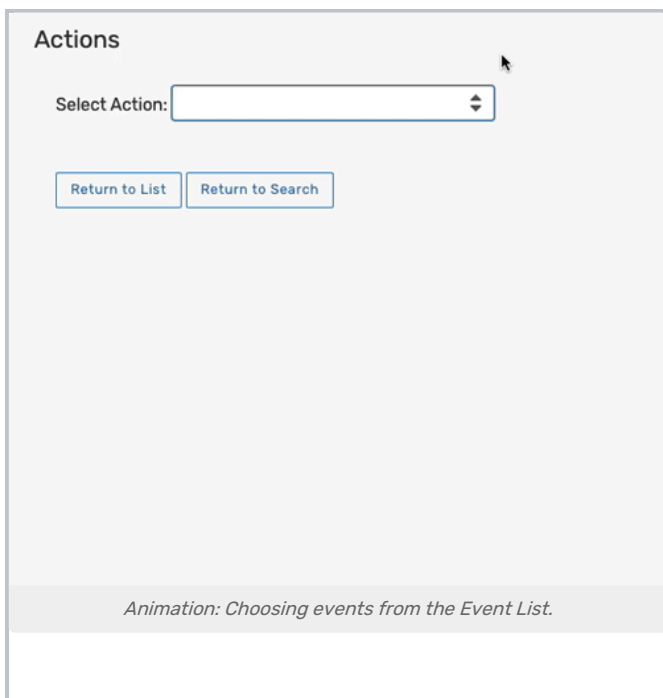 Actions
Select Action:
Return to List Return to Search
Animation: Choosing events from the Event List.